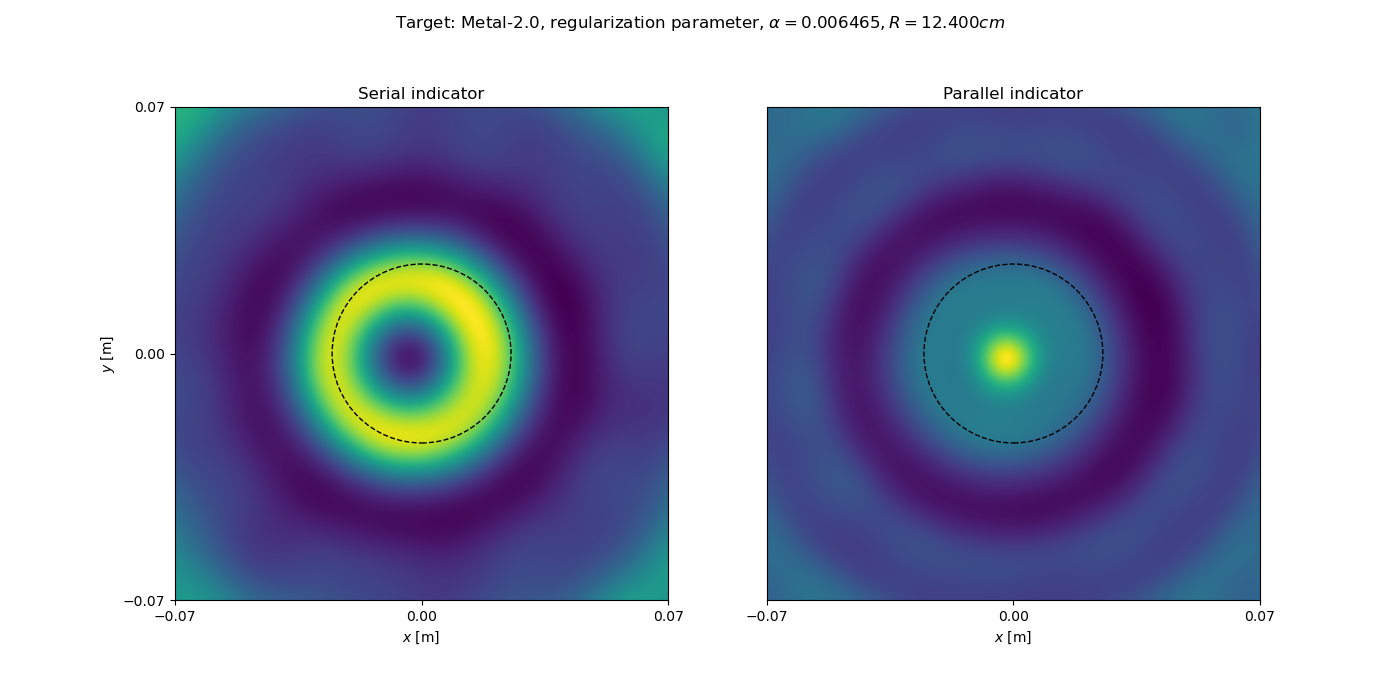 Target: Metal-2.0, regularization parameter, α = 0.006465, R = 12.400cm
Serial indicator
Parallel indicator
0.07
0.00
−0.07
y [m]
−0.07 0.00 0.07
x [m]
−0.07 0.00 0.07
x [m]